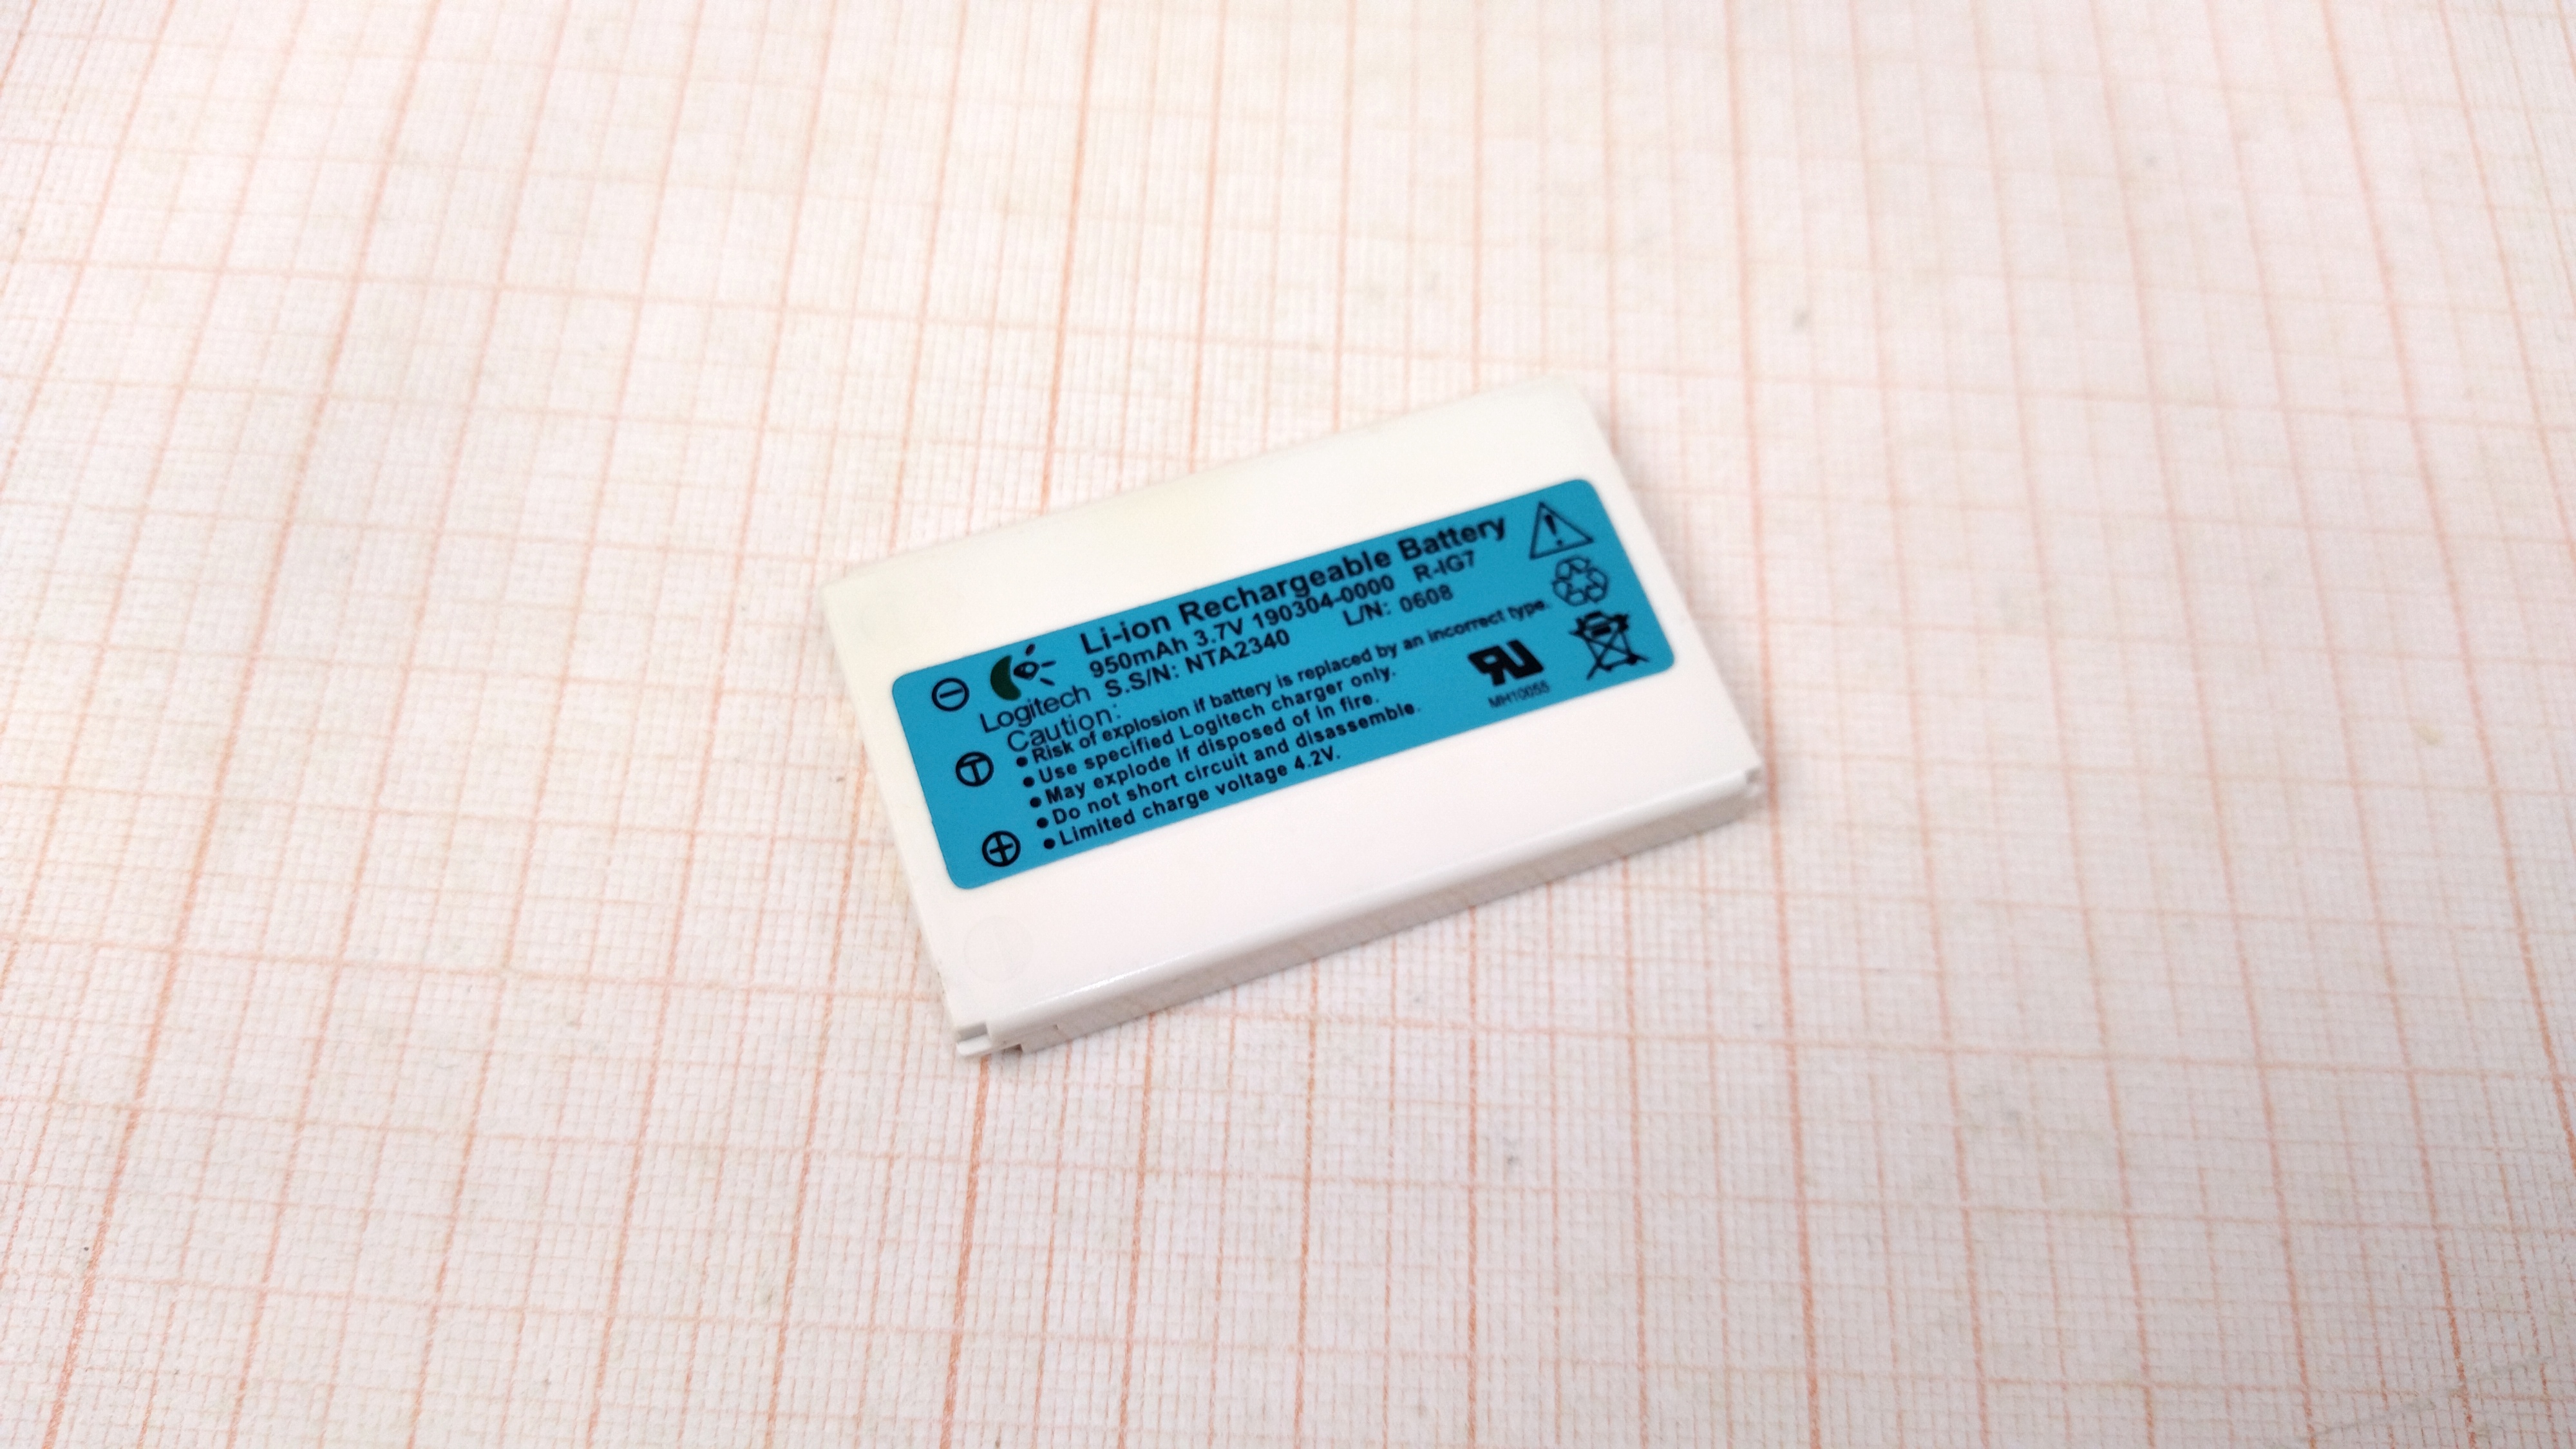 Li-ion Rechargeable Battery
950mAh 3.7V 190304-0000 R-IG7
S.S/N: NTA2340 L/N: 0608
Logitech
Caution:
● Risk of explosion if battery is replaced by an incorrect type.
● Use specified Logitech charger only.
● May explode if disposed of in fire.
● Do not short circuit and disassemble.
● Limited charge voltage 4.2V.
MH10055